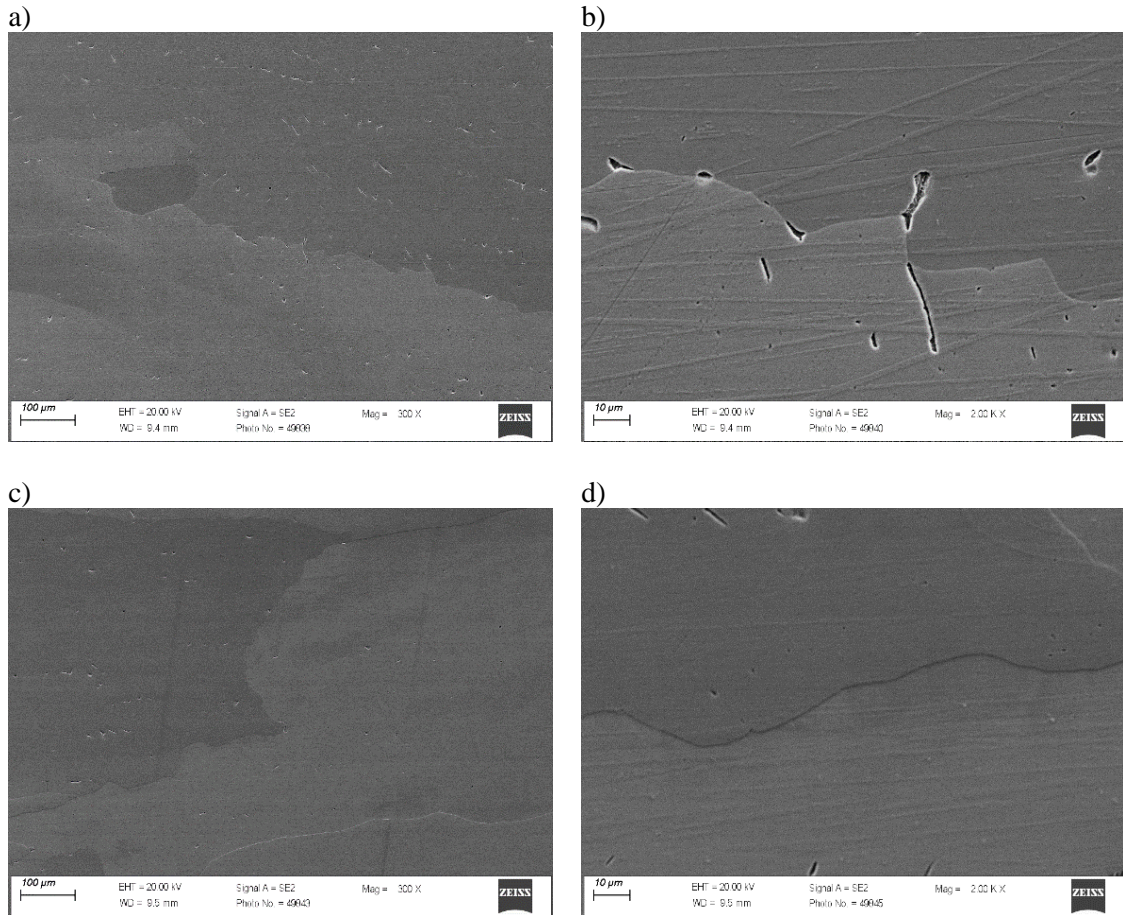 a)
100 µm
EHT = 20.00 kV Signal A = SE2 Mag = 300 X
WD = 9.4 mm Photo No. = 49839
ZEISS
b)
10 µm
EHT = 20.00 kV Signal A = SE2 Mag = 2.00 K X
WD = 9.4 mm Photo No. = 49840
ZEISS
c)
100 µm
EHT = 20.00 kV Signal A = SE2 Mag = 300 X
WD = 9.5 mm Photo No. = 49843
ZEISS
d)
10 µm
EHT = 20.00 kV Signal A = SE2 Mag = 2.00 K X
WD = 9.5 mm Photo No. = 49845
ZEISS